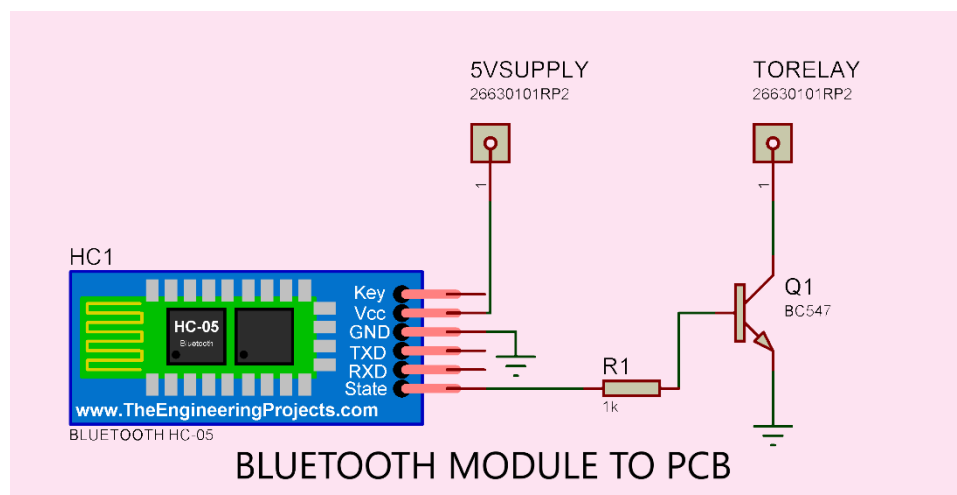 5VSUPPLY
26630101RP2
TORELAY
26630101RP2
1
1
HC1
Key
Vcc
GND
TXD
RXD
State
HC-05
Bluetooth
www.TheEngineeringProjects.com
BLUETOOTH HC-05
R1
1k
Q1
BC547
BLUETOOTH MODULE TO PCB